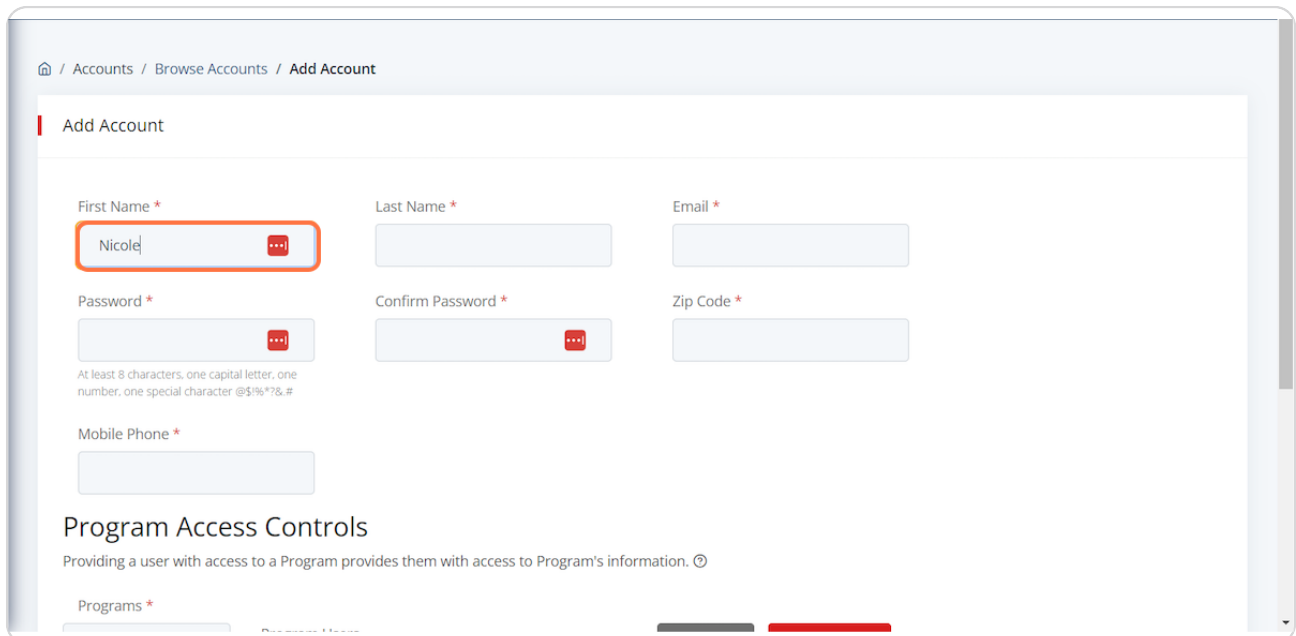 / Accounts / Browse Accounts / Add Account
Add Account
First Name * Last Name * Email *
Nicole
Password * Confirm Password * Zip Code *
At least 8 characters, one capital letter, one
number, one special character @$!%*?&.#
Mobile Phone *
Program Access Controls
Providing a user with access to a Program provides them with access to Program's information.
Programs *
Program Users